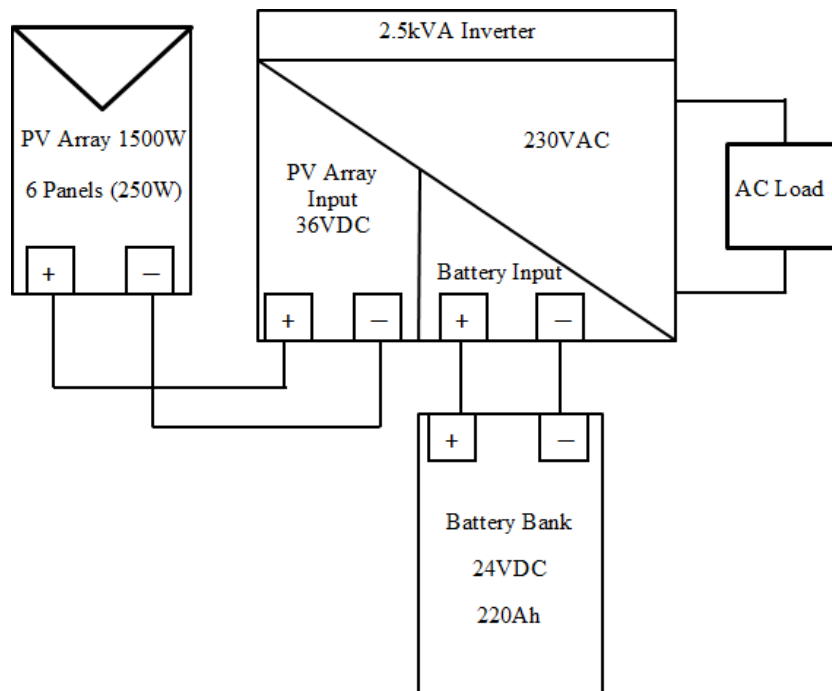 2.5kVA Inverter
PV Array 1500W
6 Panels (250W)
+
—
PV Array
Input
36VDC
230VAC
Battery Input
+
—
+
—
AC Load
+
—
Battery Bank
24VDC
220Ah